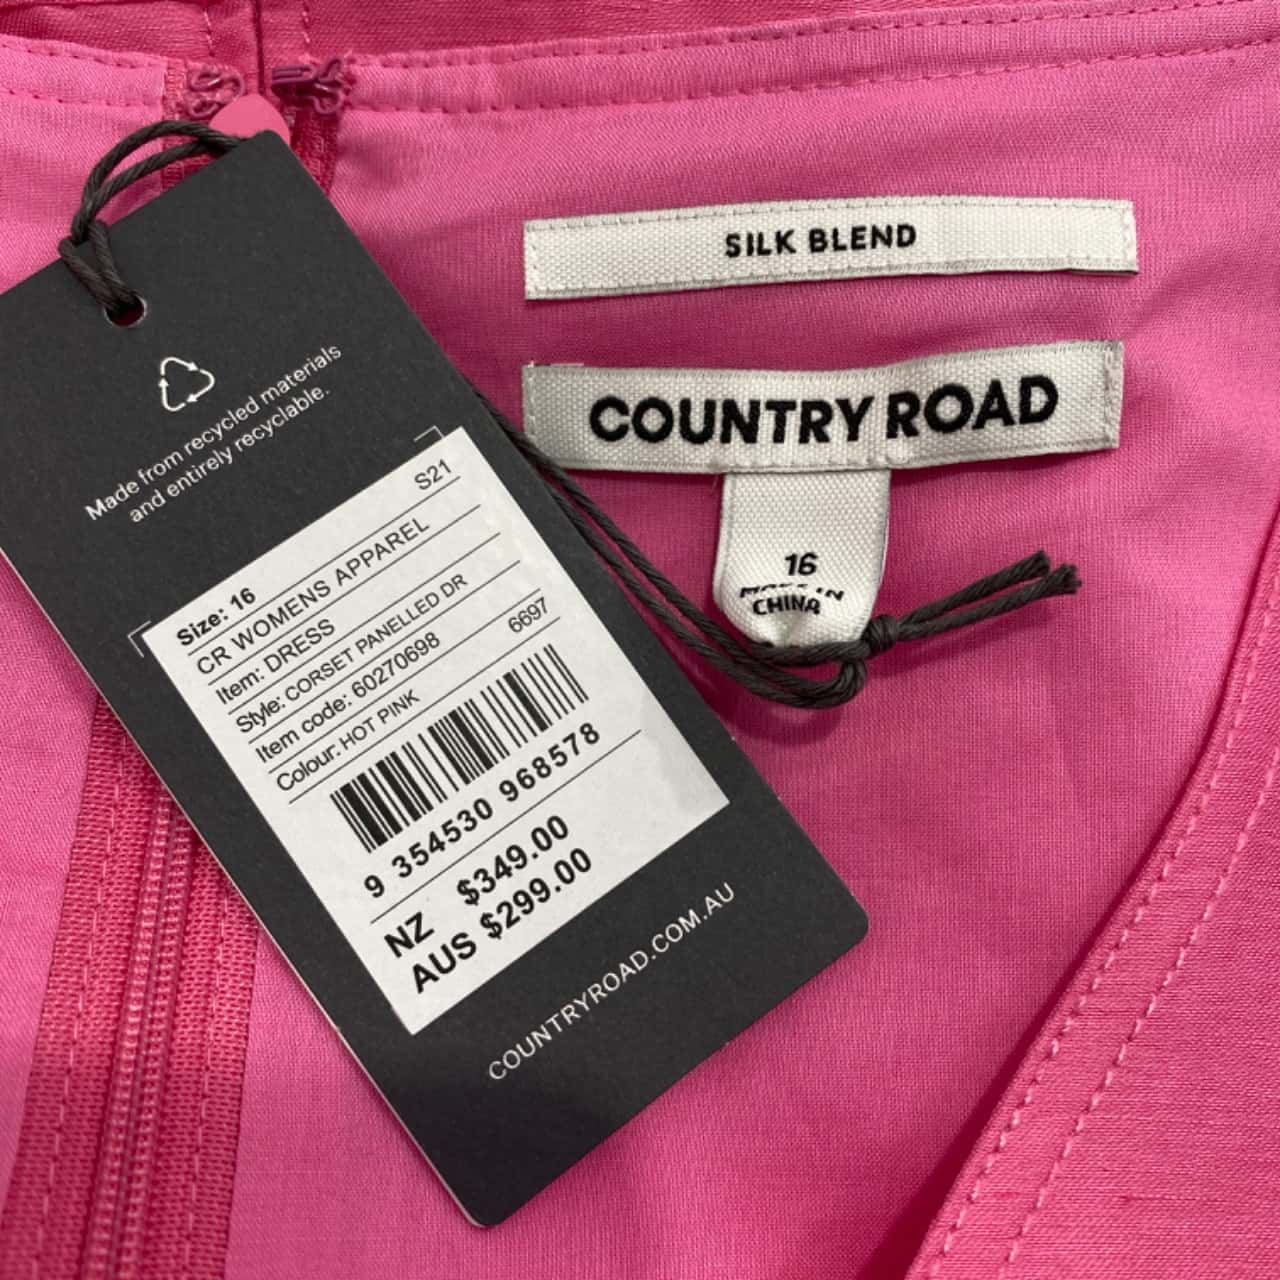 SILK BLEND
COUNTRY ROAD
16
MADE IN
CHINA
Made from recycled materials
and entirely recyclable.
S21
Size: 16
CR WOMENS APPAREL
Item: DRESS
Style: CORSET PANELLED DR
Item code: 60270698 6697
Colour: HOT PINK
9 354530 968578
NZ $349.00
AUS $299.00
COUNTRYROAD.COM.AU